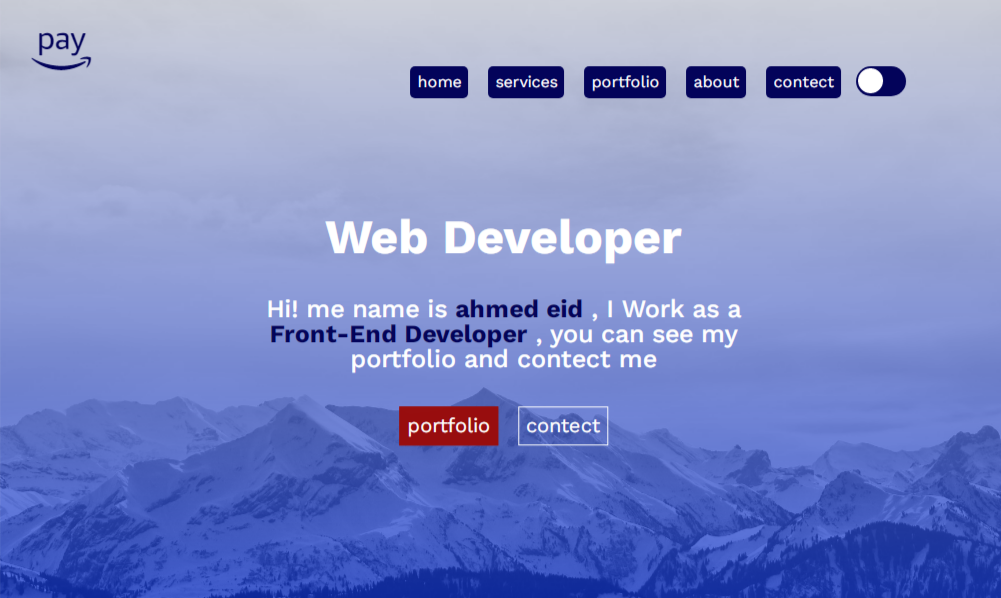 pay
home services portfolio about contect
Web Developer
Hi! me name is ahmed eid , I Work as a
Front-End Developer , you can see my
portfolio and contect me
portfolio contect